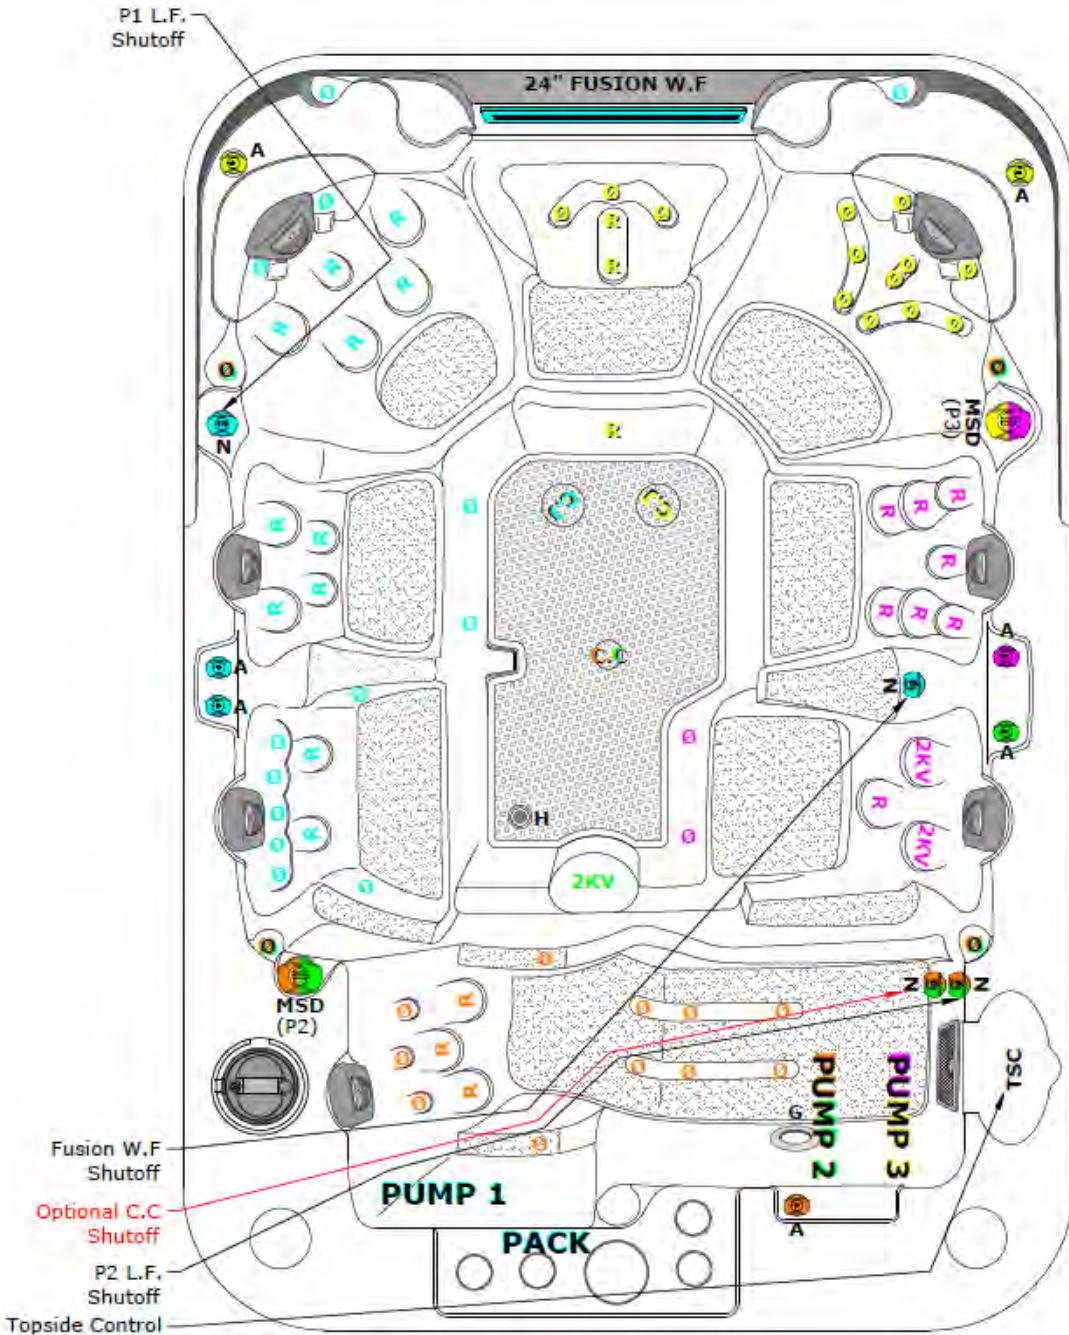 P1 L.F.
Shutoff
24" FUSION W.F
Ø Ø
A
A
Ø R Ø Ø Ø Ø Ø
R
Ø R R R Ø Ø Ø Ø
R R Ø Ø Ø Ø
Ø Ø
N
MSD
(P3)
R
R R Ø R R R
R
R R Ø R R R
C.C
A A
N
A
Ø
A
Ø R Ø 2KV
Ø
Ø R R
Ø Ø 2KV
H
Ø Ø
2KV
Ø Ø
Ø
MSD
(P2)
N N
Ø R Ø Ø Ø
Ø R
Ø R Ø Ø Ø
PUMP 2
PUMP 3
TSC
G
Ø
Fusion W.F
Shutoff
PUMP 1
Optional C.C
Shutoff
A
PACK
P2 L.F.
Shutoff
Topside Control